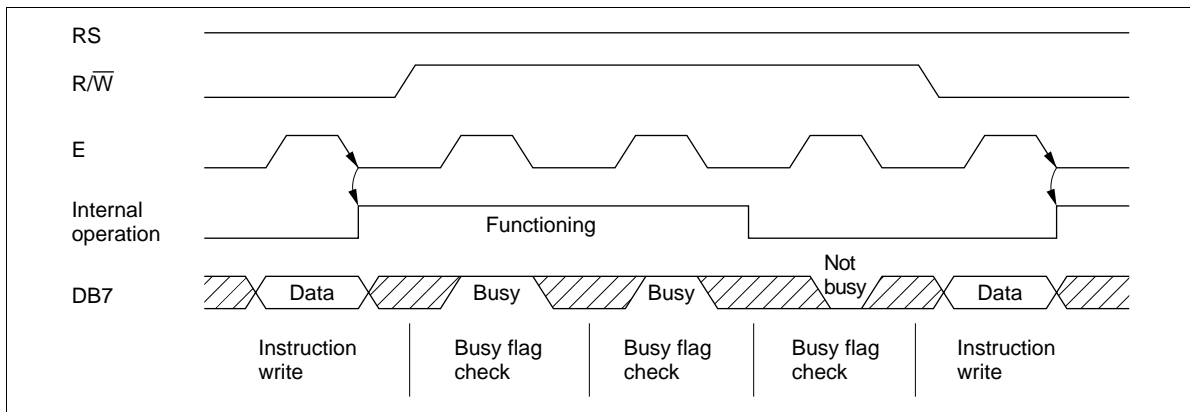 RS
R/W̅
E
Internal
operation
Functioning
DB7
Data
Busy
Busy
Not
busy
Data
Instruction
write
Busy flag
check
Busy flag
check
Busy flag
check
Instruction
write